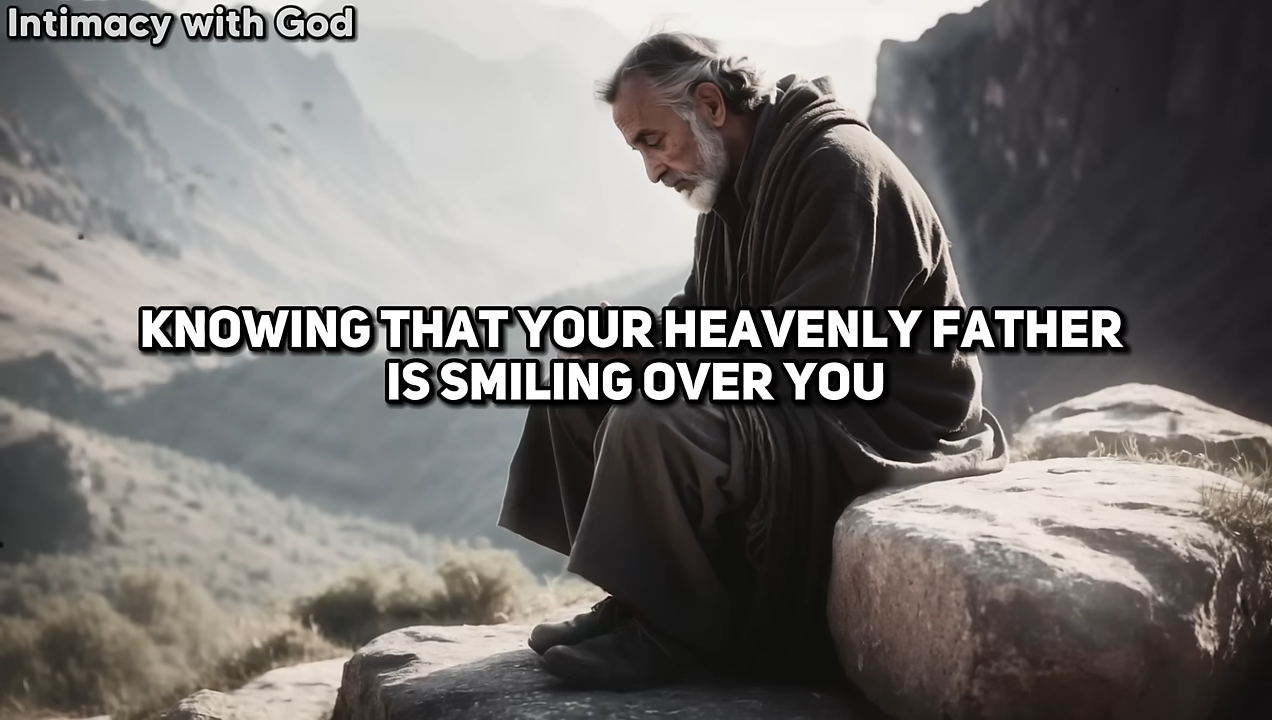 Intimacy with God
KNOWING THAT YOUR HEAVENLY FATHER
IS SMILING OVER YOU